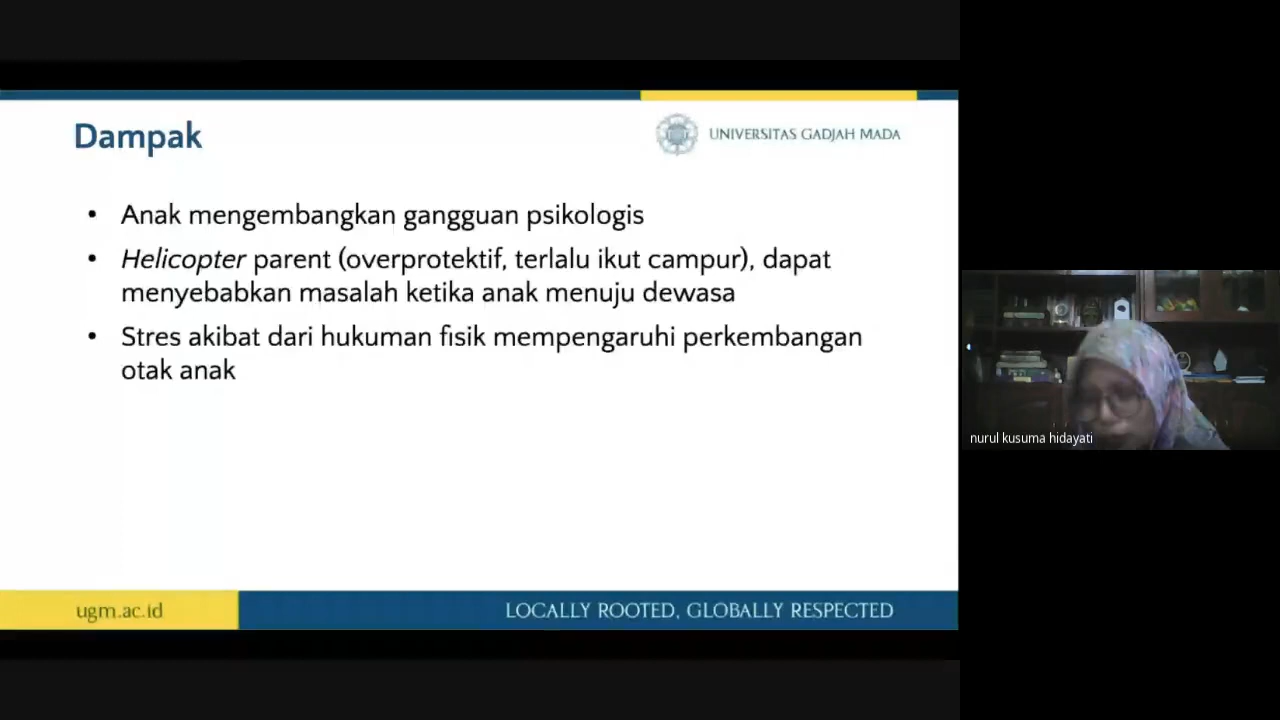 Dampak
UNIVERSITAS GADJAH MADA
• Anak mengembangkan gangguan psikologis
• Helicopter parent (overprotektif, terlalu ikut campur), dapat
menyebabkan masalah ketika anak menuju dewasa
• Stres akibat dari hukuman fisik mempengaruhi perkembangan
otak anak
nurul kusuma hidayati
ugm.ac.id
LOCALLY ROOTED, GLOBALLY RESPECTED